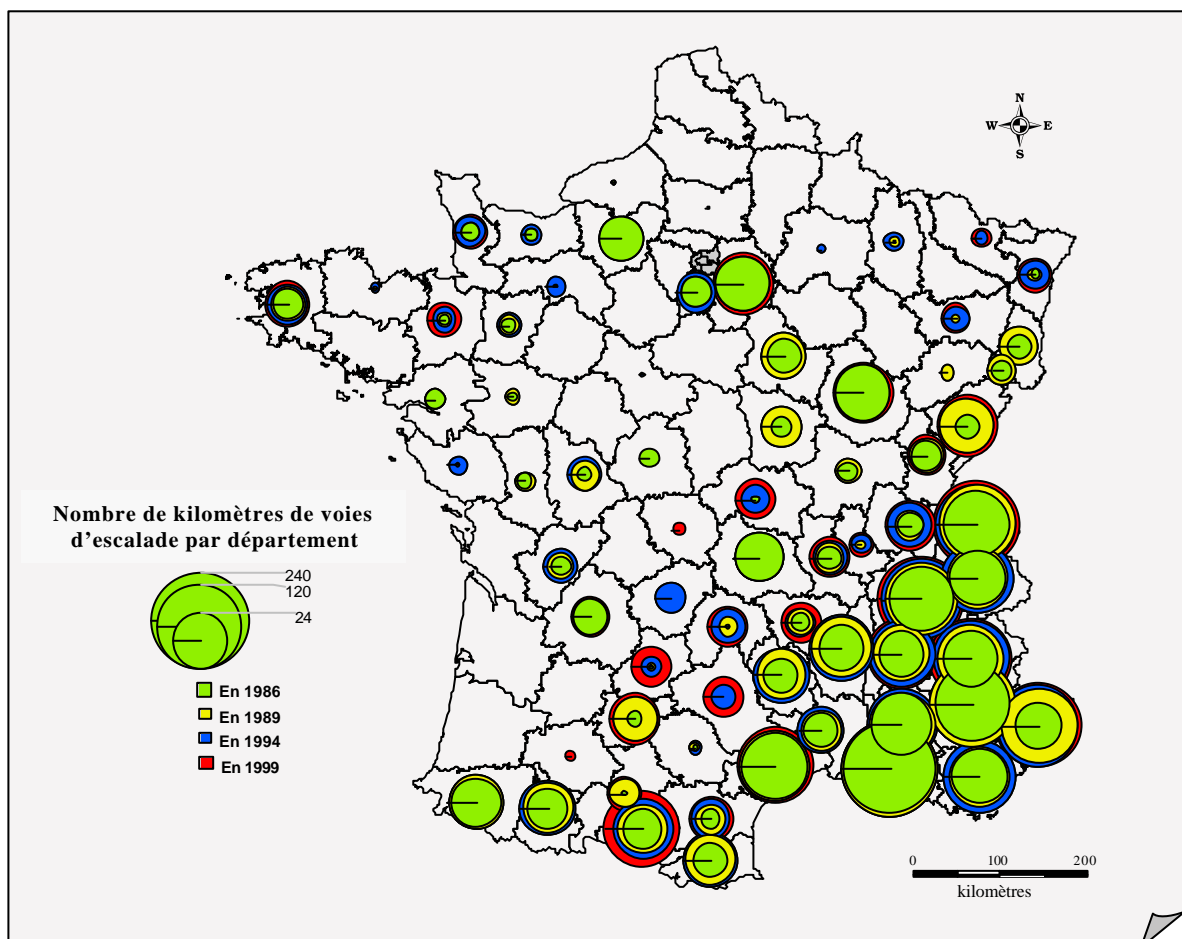 N
W E
S
Nombre de kilomètres de voies
d'escalade par département
240
120
24
En 1986
En 1989
En 1994
En 1999
0 100 200
kilomètres